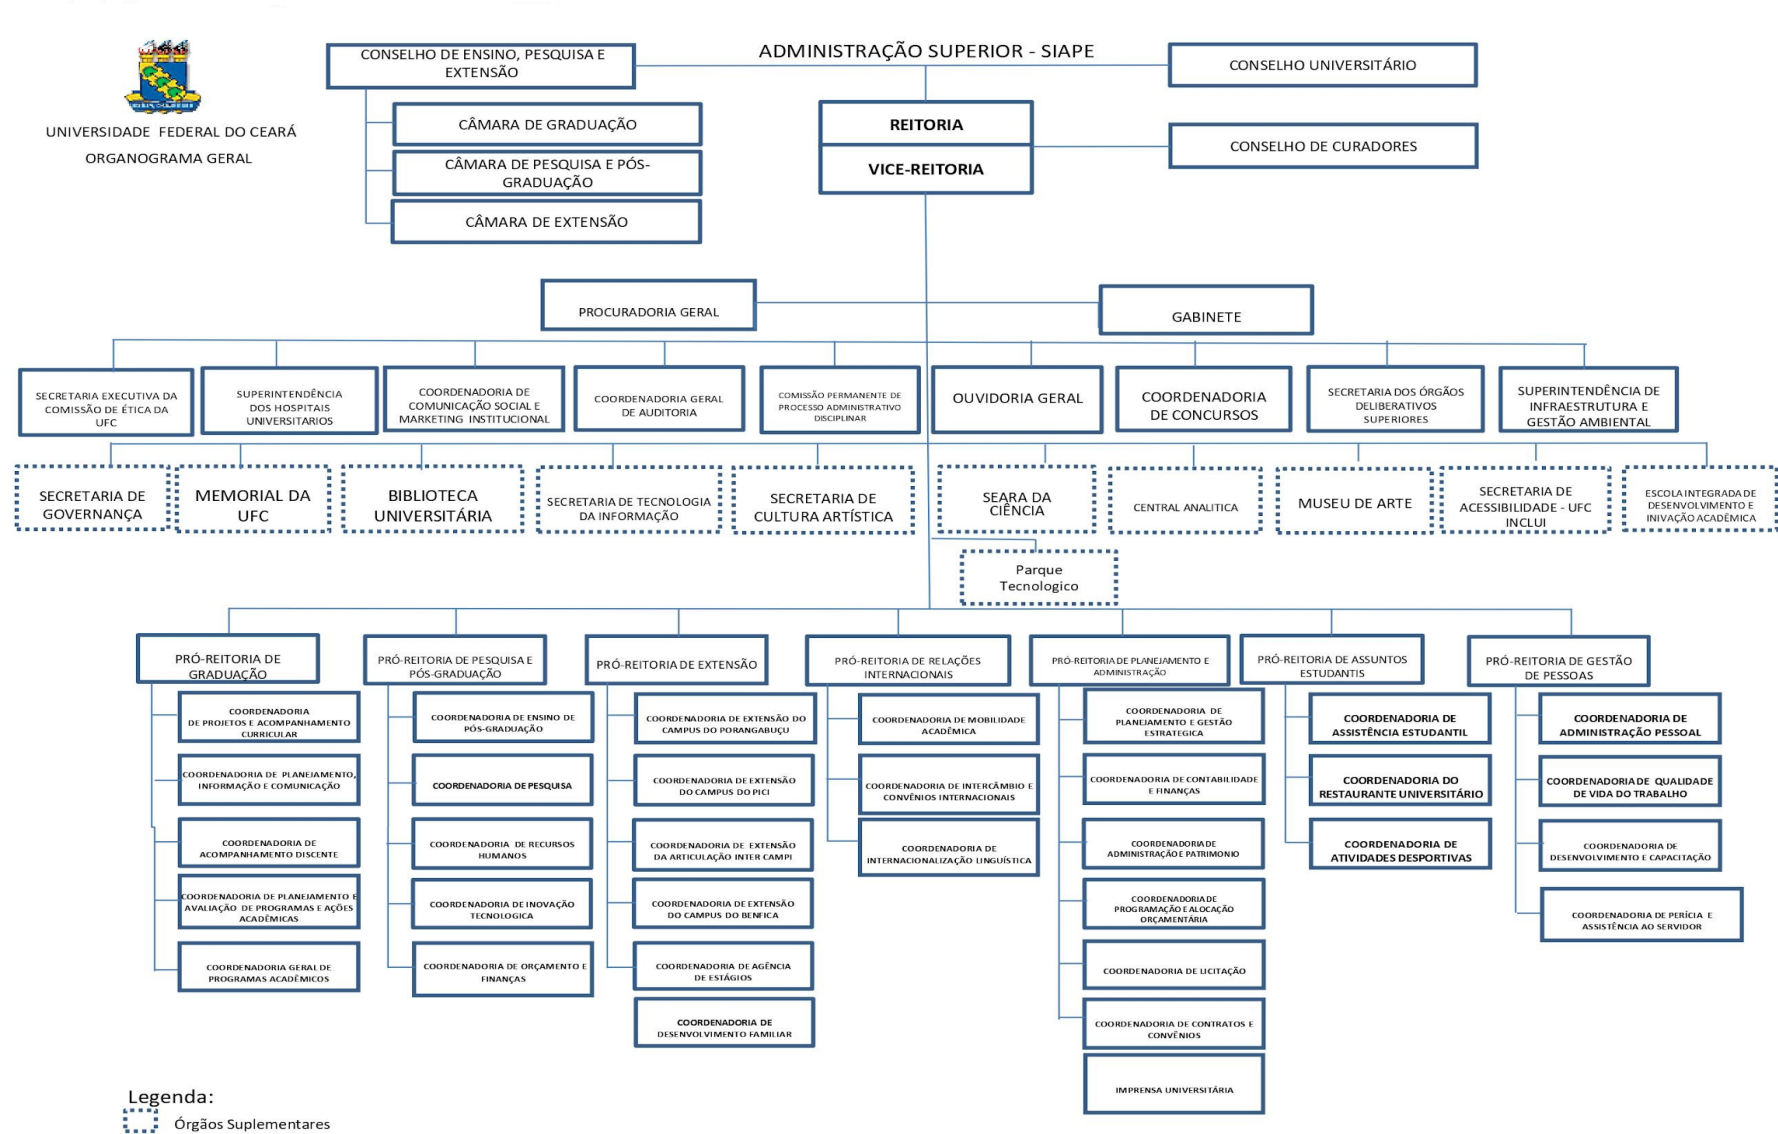 ADMINISTRAÇÃO SUPERIOR - SIAPE
UNIVERSIDADE FEDERAL DO CEARÁ
ORGANOGRAMA GERAL
CONSELHO DE ENSINO, PESQUISA E
EXTENSÃO
CÂMARA DE GRADUAÇÃO
CÂMARA DE PESQUISA E PÓS-
GRADUAÇÃO
CÂMARA DE EXTENSÃO
REITORIA
VICE-REITORIA
CONSELHO UNIVERSITÁRIO
CONSELHO DE CURADORES
PROCURADORIA GERAL
GABINETE
SECRETARIA EXECUTIVA DA
COMISSÃO DE ÉTICA DA
UFC
SUPERINTENDÊNCIA
DOS HOSPITAIS
UNIVERSITARIOS
COORDENADORIA DE
COMUNICAÇÃO SOCIAL E
MARKETING INSTITUCIONAL
COORDENADORIA GERAL
DE AUDITORIA
COMISSÃO PERMANENTE DE
PROCESSO ADMINISTRATIVO
DISCIPLINAR
OUVIDORIA GERAL
COORDENADORIA
DE CONCURSOS
SECRETARIA DOS ÓRGÃOS
DELIBERATIVOS
SUPERIORES
SUPERINTENDÊNCIA DE
INFRAESTRUTURA E
GESTÃO AMBIENTAL
SECRETARIA DE
GOVERNANÇA
MEMORIAL DA
UFC
BIBLIOTECA
UNIVERSITÁRIA
SECRETARIA DE TECNOLOGIA
DA INFORMAÇÃO
SECRETARIA DE
CULTURA ARTÍSTICA
SEARA DA
CIÊNCIA
CENTRAL ANALITICA
MUSEU DE ARTE
SECRETARIA DE
ACESSIBILIDADE - UFC
INCLUI
ESCOLA INTEGRADA DE
DESENVOLVIMENTO E
INIVAÇÃO ACADÊMICA
Parque
Tecnologico
PRÓ-REITORIA DE
GRADUAÇÃO
COORDENADORIA
DE PROJETOS E ACOMPANHAMENTO
CURRICULAR
COORDENADORIA DE PLANEJAMENTO,
INFORMAÇÃO E COMUNICAÇÃO
COORDENADORIA DE
ACOMPANHAMENTO DISCENTE
COORDENADORIA DE PLANEJAMENTO E
AVALIAÇÃO DE PROGRAMAS E AÇÕES
ACADÊMICAS
COORDENADORIA GERAL DE
PROGRAMAS ACADÊMICOS
PRÓ-REITORIA DE PESQUISA E
PÓS-GRADUAÇÃO
COORDENADORIA DE ENSINO DE
PÓS-GRADUAÇÃO
COORDENADORIA DE PESQUISA
COORDENADORIA DE RECURSOS
HUMANOS
COORDENADORIA DE INOVAÇÃO
TECNOLOGICA
COORDENADORIA DE ORÇAMENTO E
FINANÇAS
PRÓ-REITORIA DE EXTENSÃO
COORDENADORIA DE EXTENSÃO DO
CAMPUS DO PORANGABUÇU
COORDENADORIA DE EXTENSÃO
DO CAMPUS DO PICI
COORDENADORIA DE EXTENSÃO
DA ARTICULAÇÃO INTER CAMPI
COORDENADORIA DE EXTENSÃO
DO CAMPUS DO BENFICA
COORDENADORIA DE AGÊNCIA
DE ESTÁGIOS
COORDENADORIA DE
DESENVOLVIMENTO FAMILIAR
PRÓ-REITORIA DE RELAÇÕES
INTERNACIONAIS
COORDENADORIA DE MOBILIDADE
ACADÊMICA
COORDENADORIA DE INTERCÂMBIO E
CONVÊNIOS INTERNACIONAIS
COORDENADORIA DE
INTERNACIONALIZAÇÃO LINGUÍSTICA
PRÓ-REITORIA DE PLANEJAMENTO E
ADMINISTRAÇÃO
COORDENADORIA DE
PLANEJAMENTO E GESTÃO
ESTRATEGICA
COORDENADORIA DE CONTABILIDADE
E FINANÇAS
COORDENADORIA DE
ADMINISTRAÇÃO E PATRIMONIO
COORDENADORIA DE
PROGRAMAÇÃO E ALOCAÇÃO
ORÇAMENTÁRIA
COORDENADORIA DE LICITAÇÃO
COORDENADORIA DE CONTRATOS E
CONVÊNIOS
IMPRENSA UNIVERSITÁRIA
PRÓ-REITORIA DE ASSUNTOS
ESTUDANTIS
COORDENADORIA DE
ASSISTÊNCIA ESTUDANTIL
COORDENADORIA DO
RESTAURANTE UNIVERSITÁRIO
COORDENADORIA DE
ATIVIDADES DESPORTIVAS
PRÓ-REITORIA DE GESTÃO
DE PESSOAS
COORDENADORIA DE
ADMINISTRAÇÃO PESSOAL
COORDENADORIA DE QUALIDADE
DE VIDA DO TRABALHO
COORDENADORIA DE
DESENVOLVIMENTO E CAPACITAÇÃO
COORDENADORIA DE PERÍCIA E
ASSISTÊNCIA AO SERVIDOR
Legenda:
Órgãos Suplementares